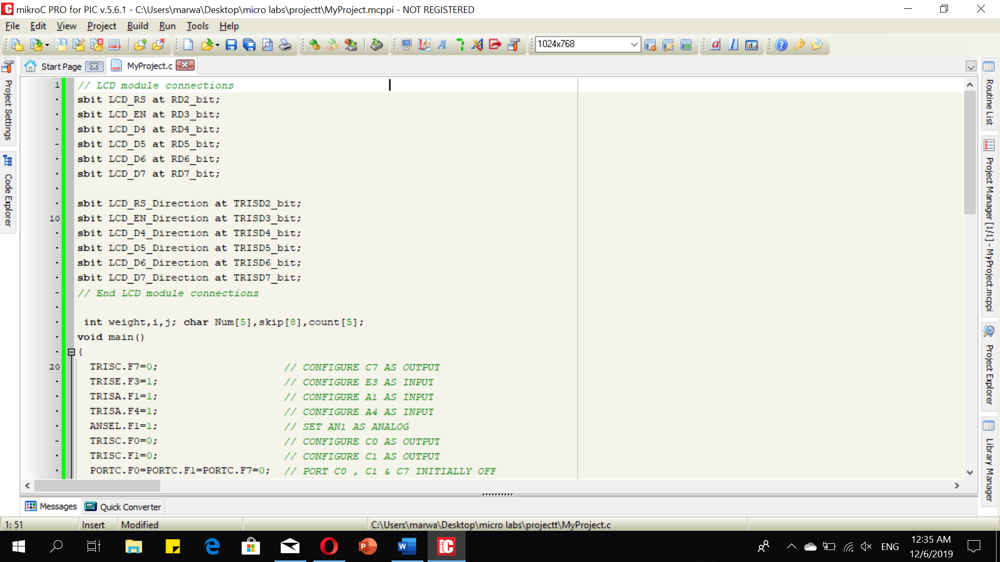 mikroC PRO for PIC v.5.6.1 - C:\Users\marwa\Desktop\micro labs\projectt\MyProject.mcppi - NOT REGISTERED
File Edit View Project Build Run Tools Help
1024x768
Start Page MyProject.c
Project Settings
Code Explorer
1 // LCD module connections
sbit LCD_RS at RD2_bit;
sbit LCD_EN at RD3_bit;
sbit LCD_D4 at RD4_bit;
sbit LCD_D5 at RD5_bit;
sbit LCD_D6 at RD6_bit;
sbit LCD_D7 at RD7_bit;
sbit LCD_RS_Direction at TRISD2_bit;
10 sbit LCD_EN_Direction at TRISD3_bit;
sbit LCD_D4_Direction at TRISD4_bit;
sbit LCD_D5_Direction at TRISD5_bit;
sbit LCD_D6_Direction at TRISD6_bit;
sbit LCD_D7_Direction at TRISD7_bit;
// End LCD module connections
int weight,i,j; char Num[5],skip[8],count[5];
void main()
{
20 TRISC.F7=0; // CONFIGURE C7 AS OUTPUT
TRISE.F3=1; // CONFIGURE E3 AS INPUT
TRISA.F1=1; // CONFIGURE A1 AS INPUT
TRISA.F4=1; // CONFIGURE A4 AS INPUT
ANSEL.F1=1; // SET AN1 AS ANALOG
TRISC.F0=0; // CONFIGURE C0 AS OUTPUT
TRISC.F1=0; // CONFIGURE C1 AS OUTPUT
PORTC.F0=PORTC.F1=PORTC.F7=0; // PORT C0 , C1 & C7 INITIALLY OFF
Routine List
Project Manager [1/1] - MyProject.mcppi
Project Explorer
Library Manager
Messages Quick Converter
1: 51 Insert Modified C:\Users\marwa\Desktop\micro labs\projectt\MyProject.c
ENG
12:35 AM
12/6/2019